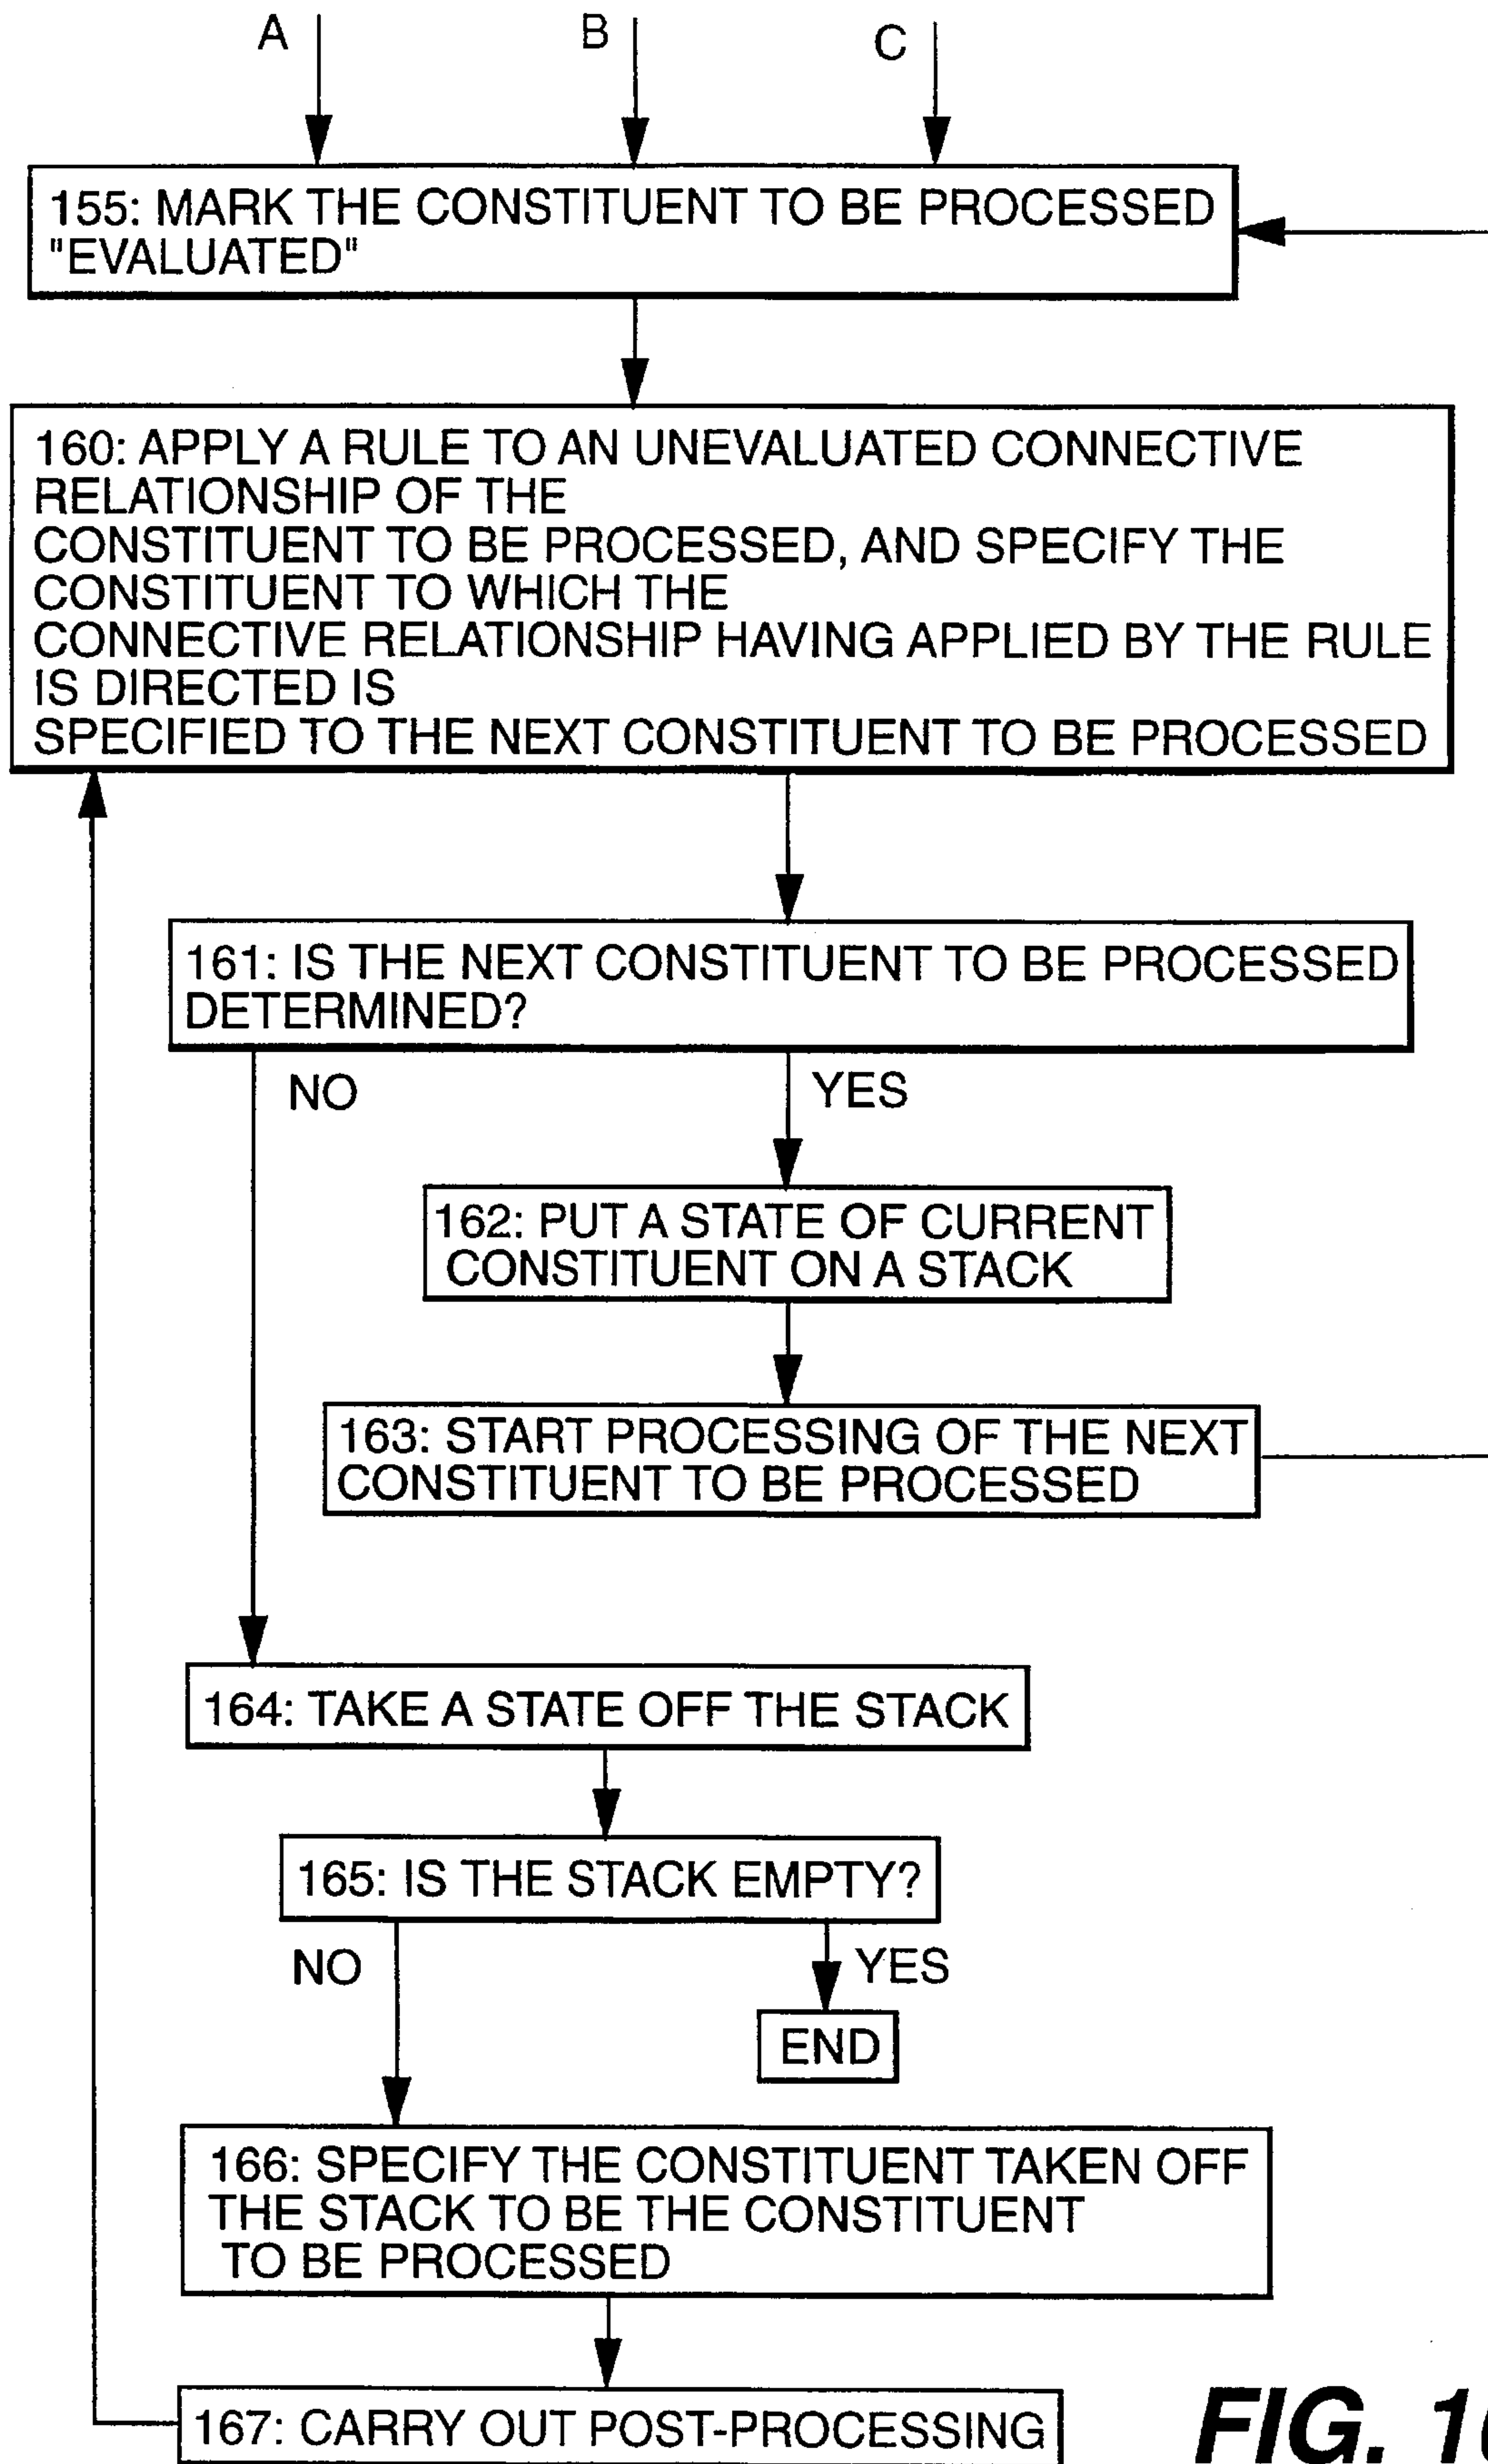 A B C
155: MARK THE CONSTITUENT TO BE PROCESSED
"EVALUATED"
160: APPLY A RULE TO AN UNEVALUATED CONNECTIVE
RELATIONSHIP OF THE
CONSTITUENT TO BE PROCESSED, AND SPECIFY THE
CONSTITUENT TO WHICH THE
CONNECTIVE RELATIONSHIP HAVING APPLIED BY THE RULE
IS DIRECTED IS
SPECIFIED TO THE NEXT CONSTITUENT TO BE PROCESSED
161: IS THE NEXT CONSTITUENT TO BE PROCESSED
DETERMINED?
NO YES
162: PUT A STATE OF CURRENT
CONSTITUENT ON A STACK
163: START PROCESSING OF THE NEXT
CONSTITUENT TO BE PROCESSED
164: TAKE A STATE OFF THE STACK
165: IS THE STACK EMPTY?
NO YES
END
166: SPECIFY THE CONSTITUENT TAKEN OFF
THE STACK TO BE THE CONSTITUENT
TO BE PROCESSED
167: CARRY OUT POST-PROCESSING
FIG.